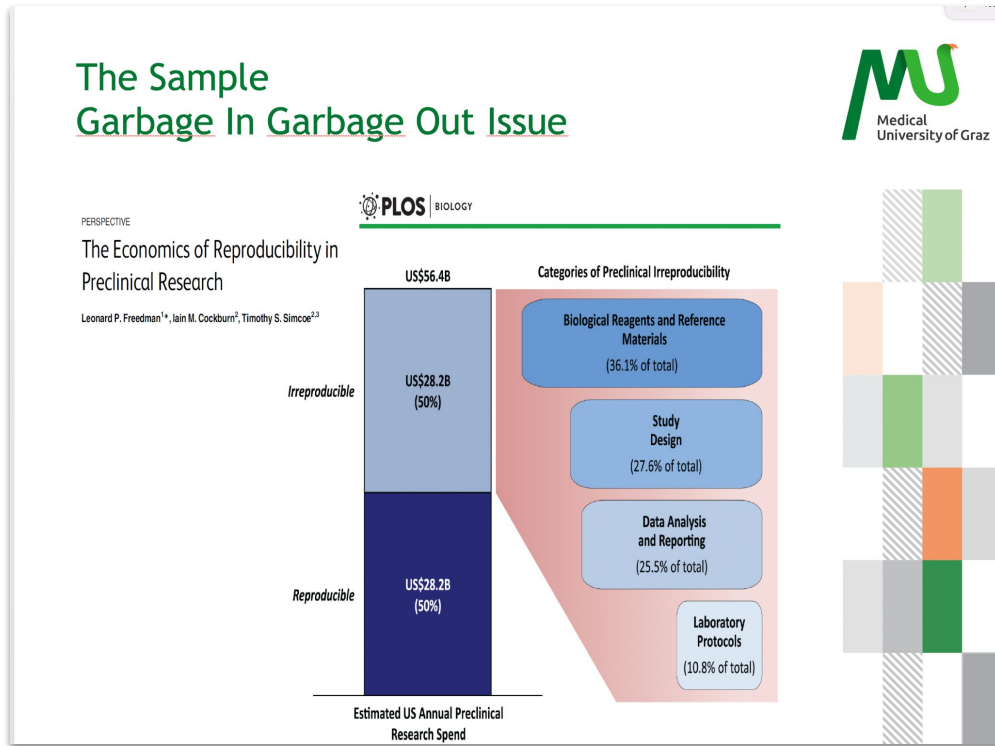 The Sample
Garbage In Garbage Out Issue
Medical
University of Graz
PLOS BIOLOGY
PERSPECTIVE
The Economics of Reproducibility in
Preclinical Research
Leonard P. Freedman1*, Iain M. Cockburn2, Timothy S. Simcoe2,3
US$56.4B
Categories of Preclinical Irreproducibility
Irreproducible
US$28.2B
(50%)
Reproducible
US$28.2B
(50%)
Biological Reagents and Reference
Materials
(36.1% of total)
Study
Design
(27.6% of total)
Data Analysis
and Reporting
(25.5% of total)
Laboratory
Protocols
(10.8% of total)
Estimated US Annual Preclinical
Research Spend